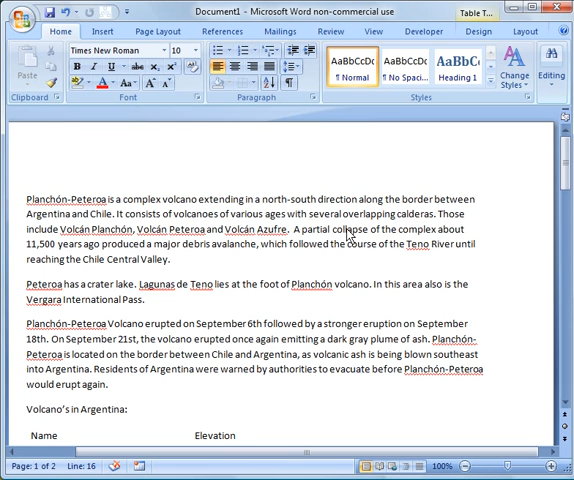 Document1 - Microsoft Word non-commercial use
Table T...
Home Insert Page Layout References Mailings Review View Developer Design Layout
Times New Roman 10
Paste
B I U abc x₂ x² Aa
Clipboard Font Paragraph Styles
AaBbCcDc AaBbCcDc AaBbCc
¶ Normal ¶ No Spaci... Heading 1
Change Styles
Editing
Planchón-Peteroa is a complex volcano extending in a north-south direction along the border between
Argentina and Chile. It consists of volcanoes of various ages with several overlapping calderas. Those
include Volcán Planchón, Volcán Peteroa and Volcán Azufre. A partial collapse of the complex about
11,500 years ago produced a major debris avalanche, which followed the course of the Teno River until
reaching the Chile Central Valley.
Peteroa has a crater lake. Lagunas de Teno lies at the foot of Planchón volcano. In this area also is the
Vergara International Pass.
Planchón-Peteroa Volcano erupted on September 6th followed by a stronger eruption on September
18th. On September 21st, the volcano erupted once again emitting a dark gray plume of ash. Planchón-
Peteroa is located on the border between Chile and Argentina, as volcanic ash is being blown southeast
into Argentina. Residents of Argentina were warned by authorities to evacuate before Planchón-Peteroa
would erupt again.
Volcano's in Argentina:
Name Elevation
Page: 1 of 2 Line: 16 100%